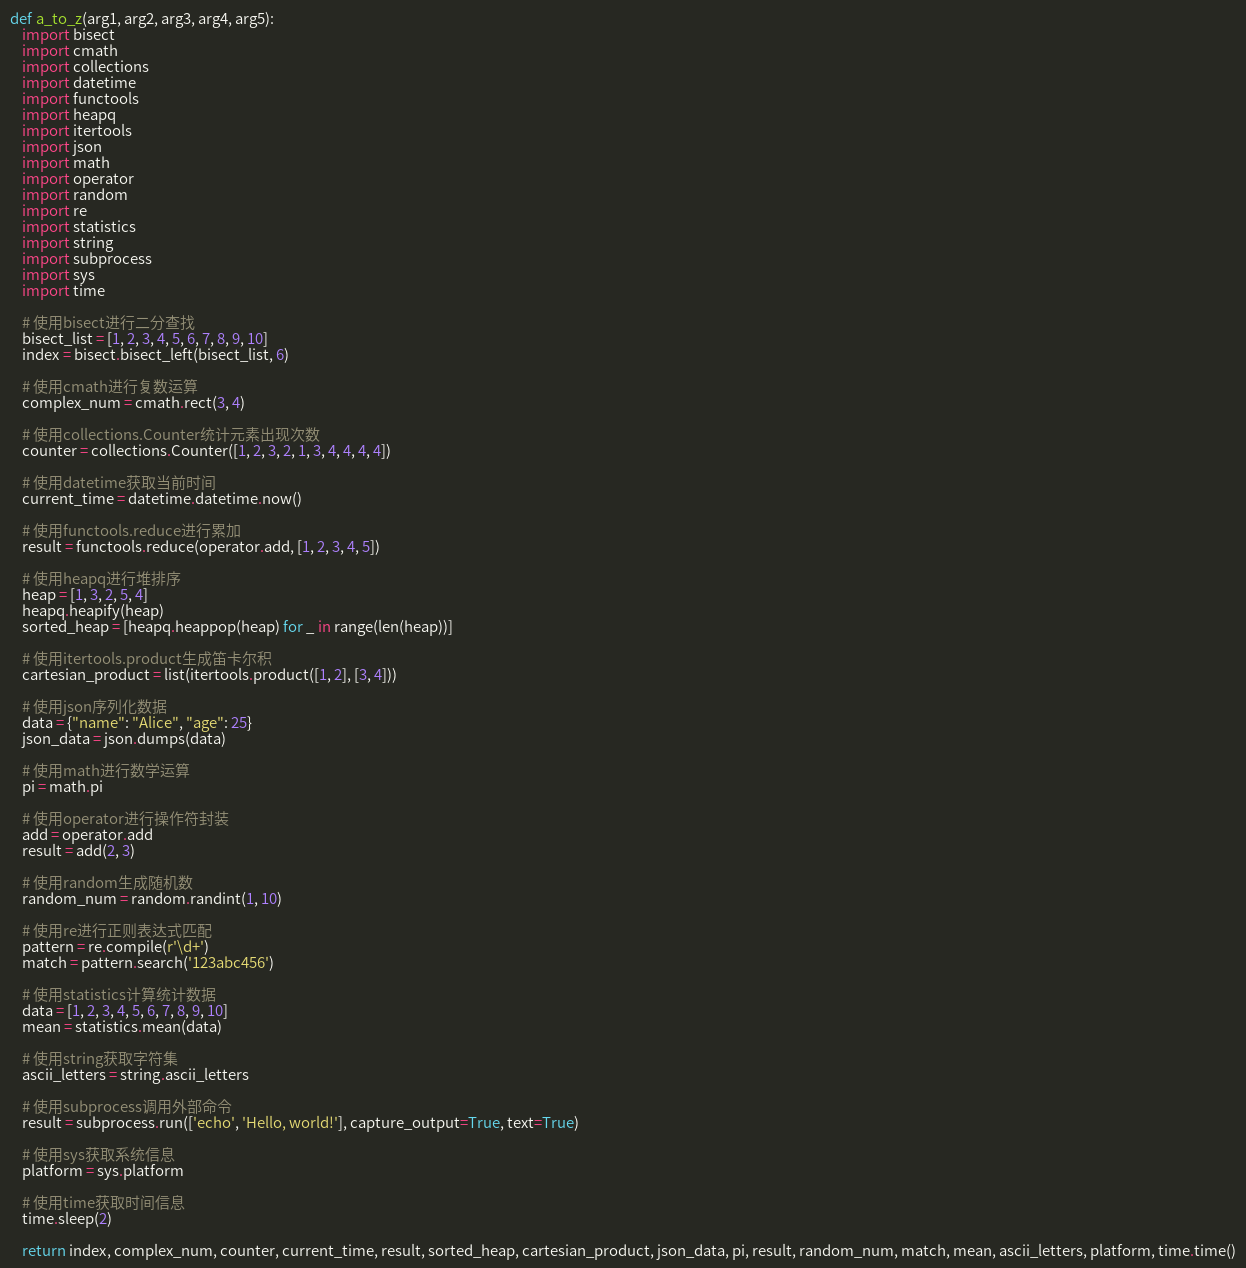 def a_to_z(arg1, arg2, arg3, arg4, arg5):
import bisect
import cmath
import collections
import datetime
import functools
import heapq
import itertools
import json
import math
import operator
import random
import re
import statistics
import string
import subprocess
import sys
import time
# 使用bisect进行二分查找
bisect_list = [1, 2, 3, 4, 5, 6, 7, 8, 9, 10]
index = bisect.bisect_left(bisect_list, 6)
# 使用cmath进行复数运算
complex_num = cmath.rect(3, 4)
# 使用collections.Counter统计元素出现次数
counter = collections.Counter([1, 2, 3, 2, 1, 3, 4, 4, 4, 4])
# 使用datetime获取当前时间
current_time = datetime.datetime.now()
# 使用functools.reduce进行累加
result = functools.reduce(operator.add, [1, 2, 3, 4, 5])
# 使用heapq进行堆排序
heap = [1, 3, 2, 5, 4]
heapq.heapify(heap)
sorted_heap = [heapq.heappop(heap) for _ in range(len(heap))]
# 使用itertools.product生成笛卡尔积
cartesian_product = list(itertools.product([1, 2], [3, 4]))
# 使用json序列化数据
data = {"name": "Alice", "age": 25}
json_data = json.dumps(data)
# 使用math进行数学运算
pi = math.pi
# 使用operator进行操作符封装
add = operator.add
result = add(2, 3)
# 使用random生成随机数
random_num = random.randint(1, 10)
# 使用re进行正则表达式匹配
pattern = re.compile(r'\d+')
match = pattern.search('123abc456')
# 使用statistics计算统计数据
data = [1, 2, 3, 4, 5, 6, 7, 8, 9, 10]
mean = statistics.mean(data)
# 使用string获取字符集
ascii_letters = string.ascii_letters
# 使用subprocess调用外部命令
result = subprocess.run(['echo', 'Hello, world!'], capture_output=True, text=True)
# 使用sys获取系统信息
platform = sys.platform
# 使用time获取时间信息
time.sleep(2)
return index, complex_num, counter, current_time, result, sorted_heap, cartesian_product, json_data, pi, result, random_num, match, mean, ascii_letters, platform, time.time()